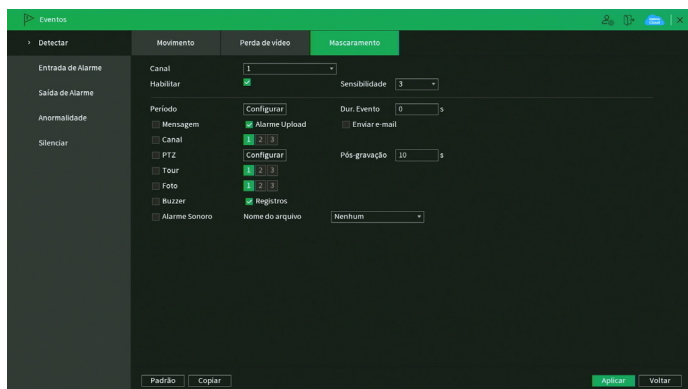 Eventos
Detectar
Entrada de Alarme
Saída de Alarme
Anormalidade
Silenciar
Movimento Perda de vídeo Mascaramento
Canal 1
Habilitar Sensibilidade 3
Período Configurar Dur. Evento 0 s
Mensagem Alarme Upload Enviar e-mail
Canal 1 2 3
PTZ Configurar Pós-gravação 10 s
Tour 1 2 3
Foto 1 2 3
Buzzer Registros
Alarme Sonoro Nome do arquivo Nenhum
Padrão Copiar Aplicar Voltar